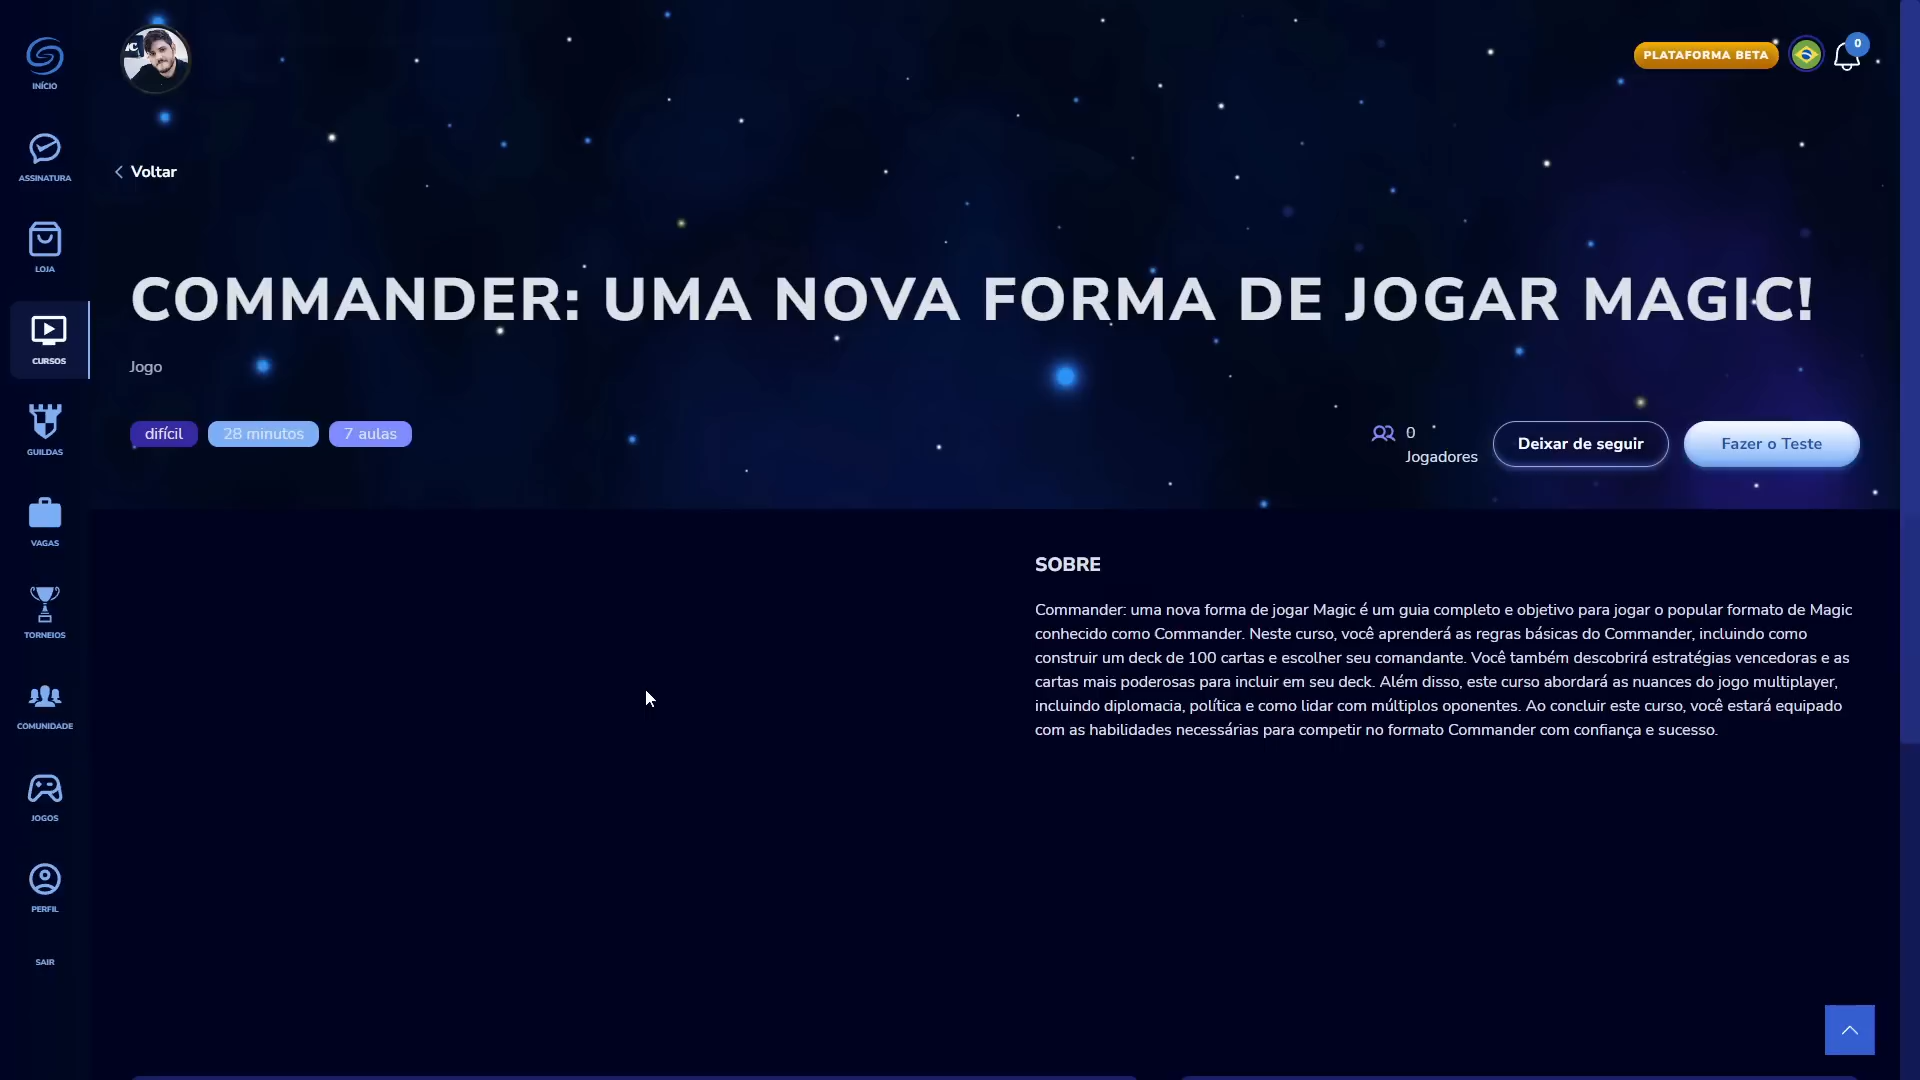 INÍCIO
ASSINATURA
LOJA
CURSOS
GUILDAS
VAGAS
TORNEIOS
COMUNIDADE
JOGOS
PERFIL
SAIR
PLATAFORMA BETA
0
Voltar
COMMANDER: UMA NOVA FORMA DE JOGAR MAGIC!
Jogo
difícil
28 minutos
7 aulas
0
Jogadores
Deixar de seguir
Fazer o Teste
SOBRE
Commander: uma nova forma de jogar Magic é um guia completo e objetivo para jogar o popular formato de Magic
conhecido como Commander. Neste curso, você aprenderá as regras básicas do Commander, incluindo como
construir um deck de 100 cartas e escolher seu comandante. Você também descobrirá estratégias vencedoras e as
cartas mais poderosas para incluir em seu deck. Além disso, este curso abordará as nuances do jogo multiplayer,
incluindo diplomacia, política e como lidar com múltiplos oponentes. Ao concluir este curso, você estará equipado
com as habilidades necessárias para competir no formato Commander com confiança e sucesso.